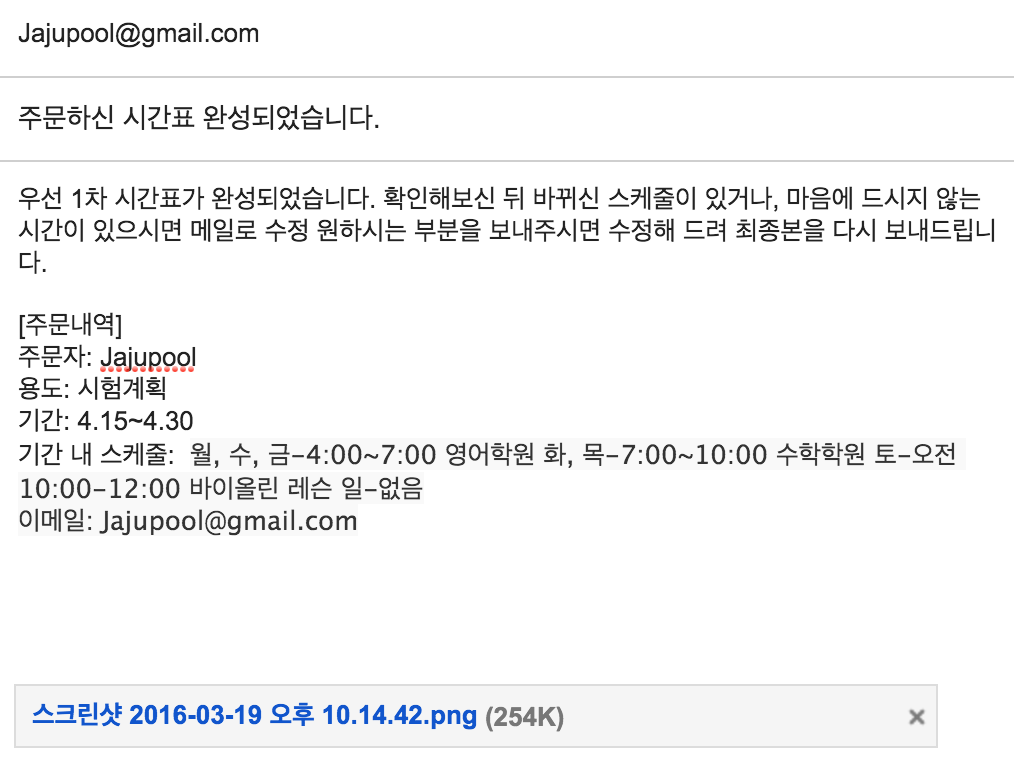 Jajupool@gmail.com
주문하신 시간표 완성되었습니다.
우선 1차 시간표가 완성되었습니다. 확인해보신 뒤 바뀌신 스케줄이 있거나, 마음에 드시지 않는
시간이 있으시면 메일로 수정 원하시는 부분을 보내주시면 수정해 드려 최종본을 다시 보내드립니
다.
[주문내역]
주문자: Jajupool
용도: 시험계획
기간: 4.15~4.30
기간 내 스케줄: 월, 수, 금-4:00~7:00 영어학원 화, 목-7:00~10:00 수학학원 토-오전
10:00-12:00 바이올린 레슨 일-없음
이메일: Jajupool@gmail.com
스크린샷 2016-03-19 오후 10.14.42.png (254K)